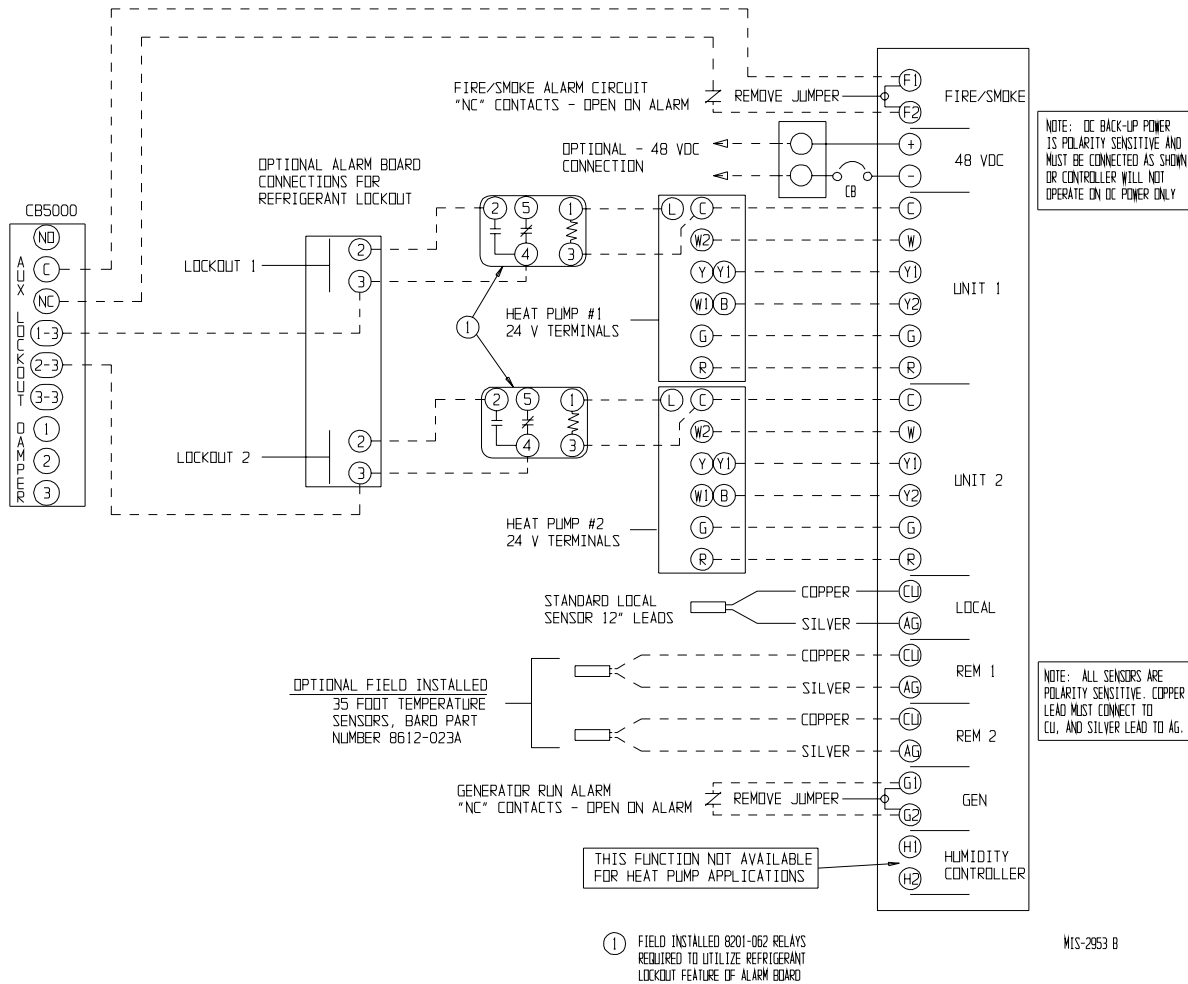 FIRE/SMOKE ALARM CIRCUIT
"NC" CONTACTS - OPEN ON ALARM
REMOVE JUMPER
F1
F2
FIRE/SMOKE
NOTE: DC BACK-UP POWER
IS POLARITY SENSITIVE AND
MUST BE CONNECTED AS SHOWN
OR CONTROLLER WILL NOT
OPERATE ON DC POWER ONLY
OPTIONAL - 48 VDC
CONNECTION
CB
+
-
48 VDC
OPTIONAL ALARM BOARD
CONNECTIONS FOR
REFRIGERANT LOCKOUT
CB5000
AUX LOCKOUT DAMPER
NO
C
NC
1-3
2-3
3-3
1
2
3
LOCKOUT 1
2
3
LOCKOUT 2
2
3
2
5
1
4
3
1
2
5
1
4
3
HEAT PUMP #1
24 V TERMINALS
L
C
W2
Y
Y1
W1
B
G
R
C
W
Y1
Y2
G
R
UNIT 1
HEAT PUMP #2
24 V TERMINALS
L
C
W2
Y
Y1
W1
B
G
R
C
W
Y1
Y2
G
R
UNIT 2
STANDARD LOCAL
SENSOR 12" LEADS
COPPER
SILVER
CU
AG
LOCAL
OPTIONAL FIELD INSTALLED
35 FOOT TEMPERATURE
SENSORS, BARD PART
NUMBER 8612-023A
COPPER
SILVER
CU
AG
REM 1
COPPER
SILVER
CU
AG
REM 2
NOTE: ALL SENSORS ARE
POLARITY SENSITIVE. COPPER
LEAD MUST CONNECT TO
CU, AND SILVER LEAD TO AG.
GENERATOR RUN ALARM
"NC" CONTACTS - OPEN ON ALARM
REMOVE JUMPER
G1
G2
GEN
THIS FUNCTION NOT AVAILABLE
FOR HEAT PUMP APPLICATIONS
H1
H2
HUMIDITY
CONTROLLER
1
FIELD INSTALLED 8201-062 RELAYS
REQUIRED TO UTILIZE REFRIGERANT
LOCKOUT FEATURE OF ALARM BOARD
MIS-2953 B